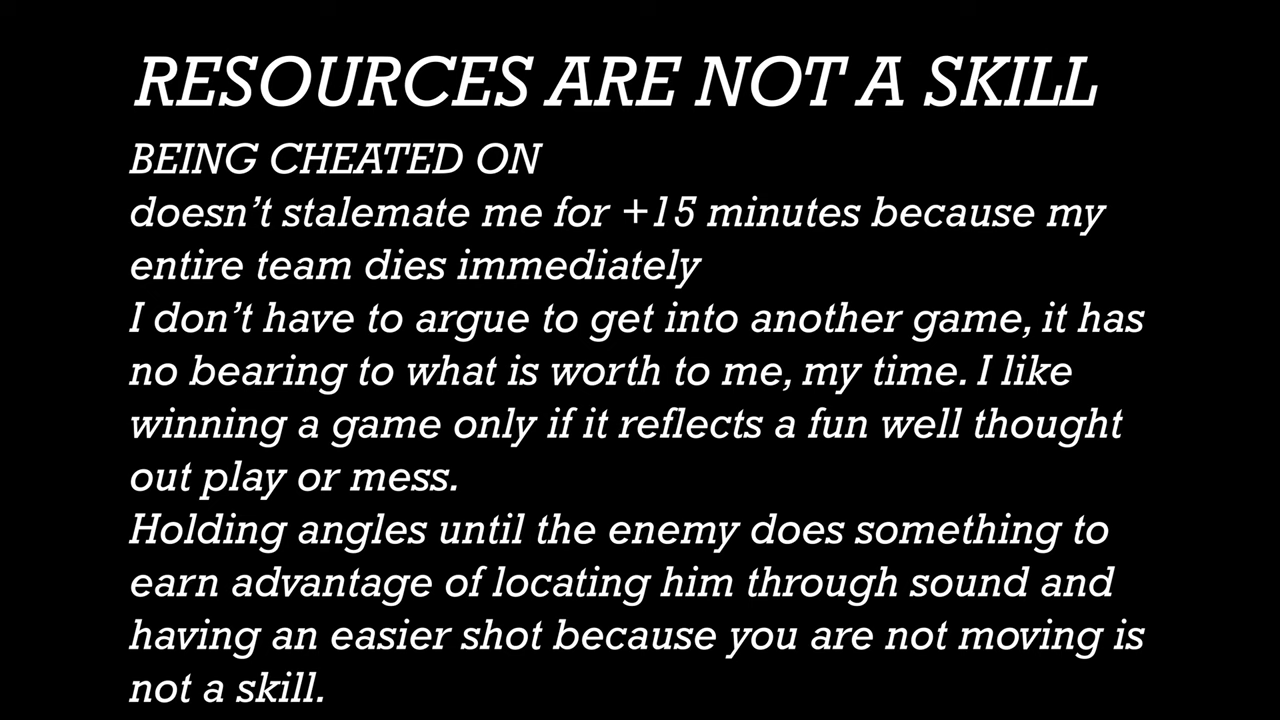 RESOURCES ARE NOT A SKILL
BEING CHEATED ON
doesn’t stalemate me for +15 minutes because my
entire team dies immediately
I don’t have to argue to get into another game, it has
no bearing to what is worth to me, my time. I like
winning a game only if it reflects a fun well thought
out play or mess.
Holding angles until the enemy does something to
earn advantage of locating him through sound and
having an easier shot because you are not moving is
not a skill.